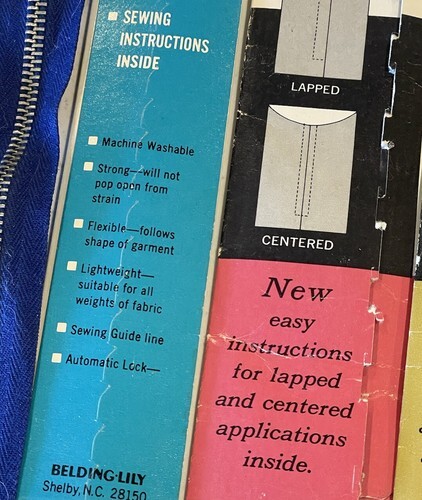 SEWING
INSTRUCTIONS
INSIDE
Machine Washable
Strong—will not
pop open from
strain
Flexible—follows
shape of garment
Lightweight—
suitable for all
weights of fabric
Sewing Guide line
Automatic Lock—
BELDING·LILY
Shelby, N.C. 28150
LAPPED
CENTERED
New
easy
instructions
for lapped
and centered
applications
inside.